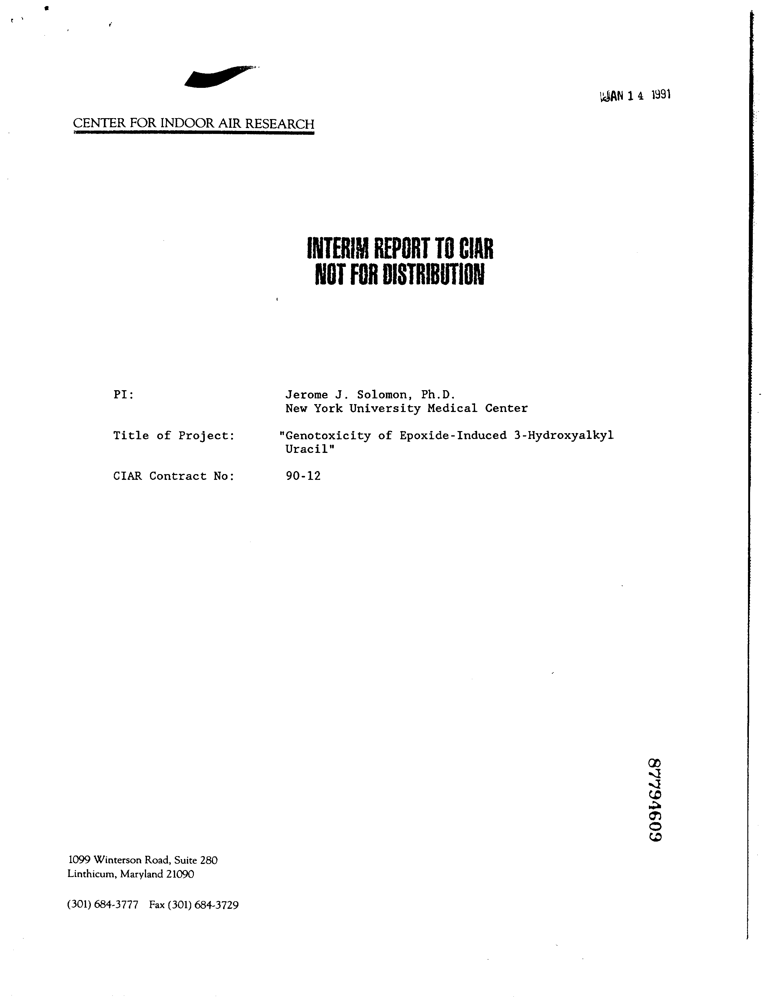 JAN 14 1991
CENTER FOR INDOOR AIR RESEARCH
INTERIM REPORT TO CIAR
NOT FOR DISTRIBUTION
PI: Jerome J. Solomon, Ph.D.
New York University Medical Center
Title of Project: "Genotoxicity of Epoxide-Induced 3-Hydroxyalkyl
Uracil"
CIAR Contract No: 90-12
87794609
1099 Winterson Road, Suite 280
Linthicum, Maryland 21090
(301) 684-3777 Fax (301) 684-3729